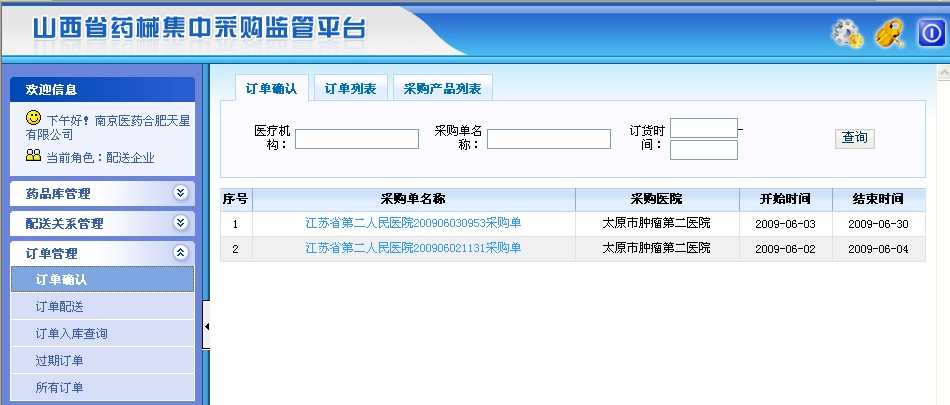 山西省药械集中采购监管平台
欢迎信息
下午好！南京医药合肥天星
有限公司
当前角色：配送企业
药品库管理
配送关系管理
订单管理
订单确认
订单配送
订单入库查询
过期订单
所有订单
订单确认 订单列表 采购产品列表
医疗机 采购单名 订货时 -
构： 称： 间： 查询
序号 采购单名称 采购医院 开始时间 结束时间
1 江苏省第二人民医院200906030953采购单 太原市肿瘤第二医院 2009-06-03 2009-06-30
2 江苏省第二人民医院200906021131采购单 太原市肿瘤第二医院 2009-06-02 2009-06-04